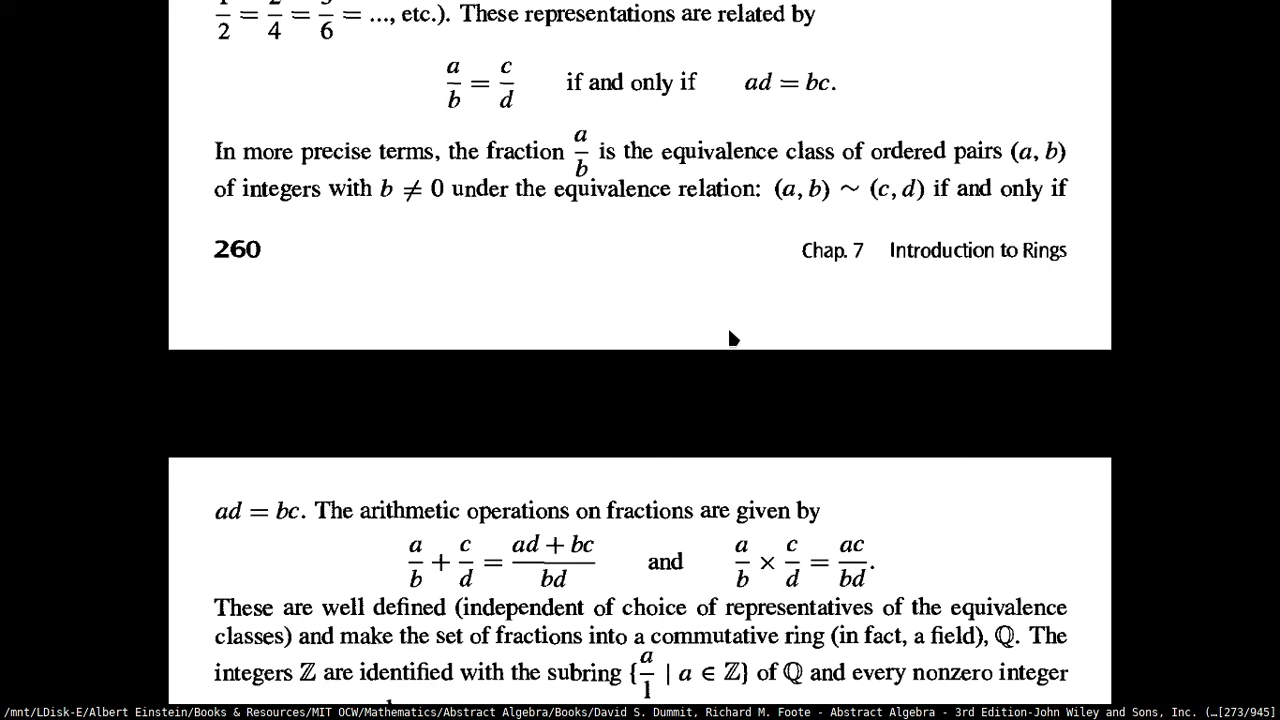 1/2 = 2/4 = 3/6 = ..., etc.). These representations are related by
a/b = c/d if and only if ad = bc.
In more precise terms, the fraction a/b is the equivalence class of ordered pairs (a, b)
of integers with b ≠ 0 under the equivalence relation: (a, b) ∼ (c, d) if and only if
260 Chap. 7 Introduction to Rings
ad = bc. The arithmetic operations on fractions are given by
a/b + c/d = (ad + bc)/bd and a/b × c/d = ac/bd.
These are well defined (independent of choice of representatives of the equivalence
classes) and make the set of fractions into a commutative ring (in fact, a field), ℚ. The
integers ℤ are identified with the subring {a/1 | a ∈ ℤ} of ℚ and every nonzero integer
/mnt/LDisk-E/Albert Einstein/Books & Resources/MIT OCW/Mathematics/Abstract Algebra/Books/David S. Dummit, Richard M. Foote - Abstract Algebra - 3rd Edition-John Wiley and Sons, Inc. (…[273/945]